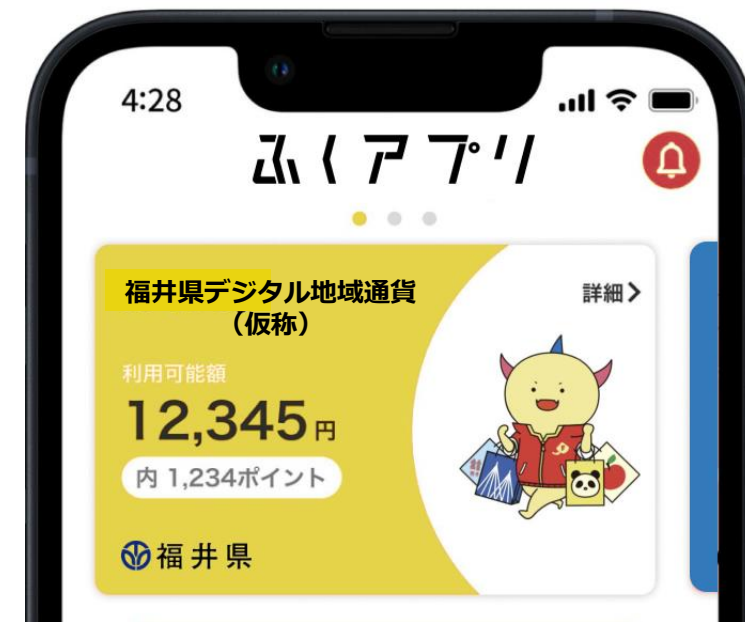 4:28
ふくアプリ
福井県デジタル地域通貨
（仮称）
詳細>
利用可能額
12,345円
内 1,234ポイント
福井県